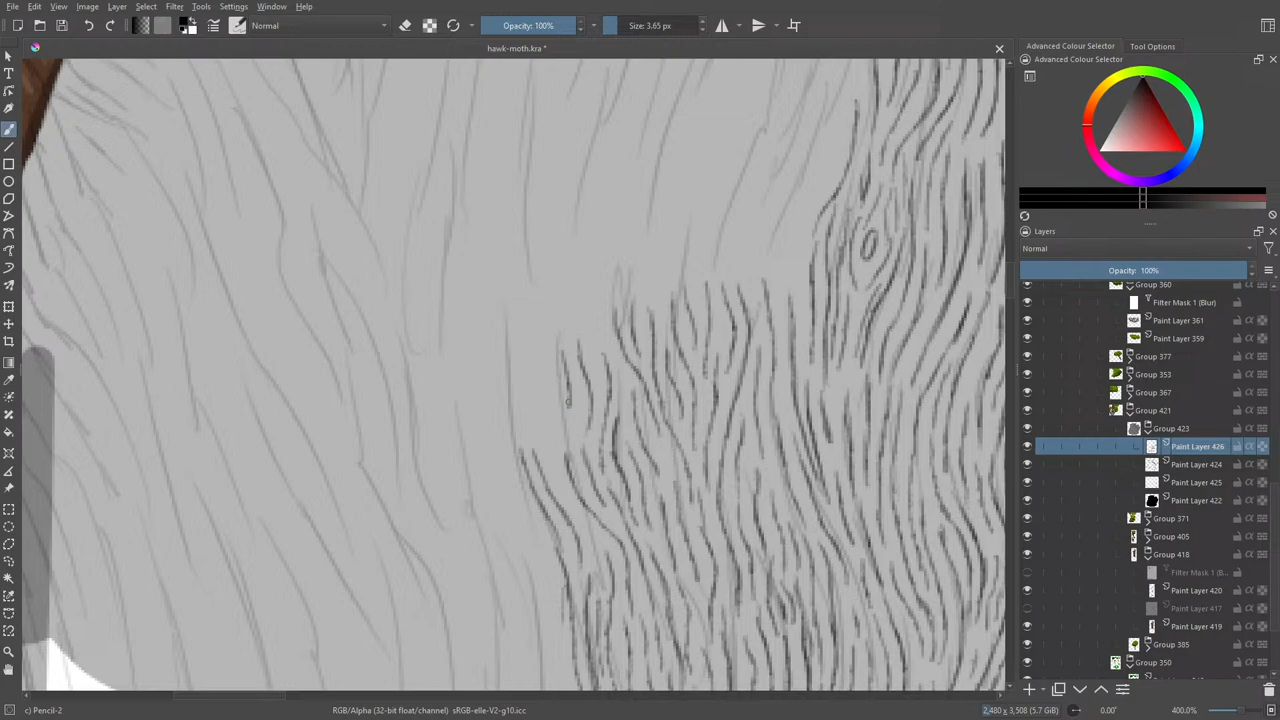 File Edit View Image Layer Select Filter Tools Settings Window Help
Normal Opacity: 100% Size: 3.65 px
hawk-moth.kra *
Advanced Colour Selector Tool Options
Advanced Colour Selector
Layers
Normal
Opacity: 100%
Group 360
Filter Mask 1 (Blur)
Paint Layer 361
Paint Layer 359
Group 377
Group 353
Group 367
Group 421
Group 423
Paint Layer 426
Paint Layer 424
Paint Layer 425
Paint Layer 422
Group 371
Group 405
Group 418
Filter Mask 1 (B...
Paint Layer 420
Paint Layer 417
Paint Layer 419
Group 385
Group 350
c) Pencil-2 RGB/Alpha (32-bit float/channel) sRGB-elle-V2-g10.icc 2,480 x 3,508 (5.7 GiB) 0.00° 400.0%